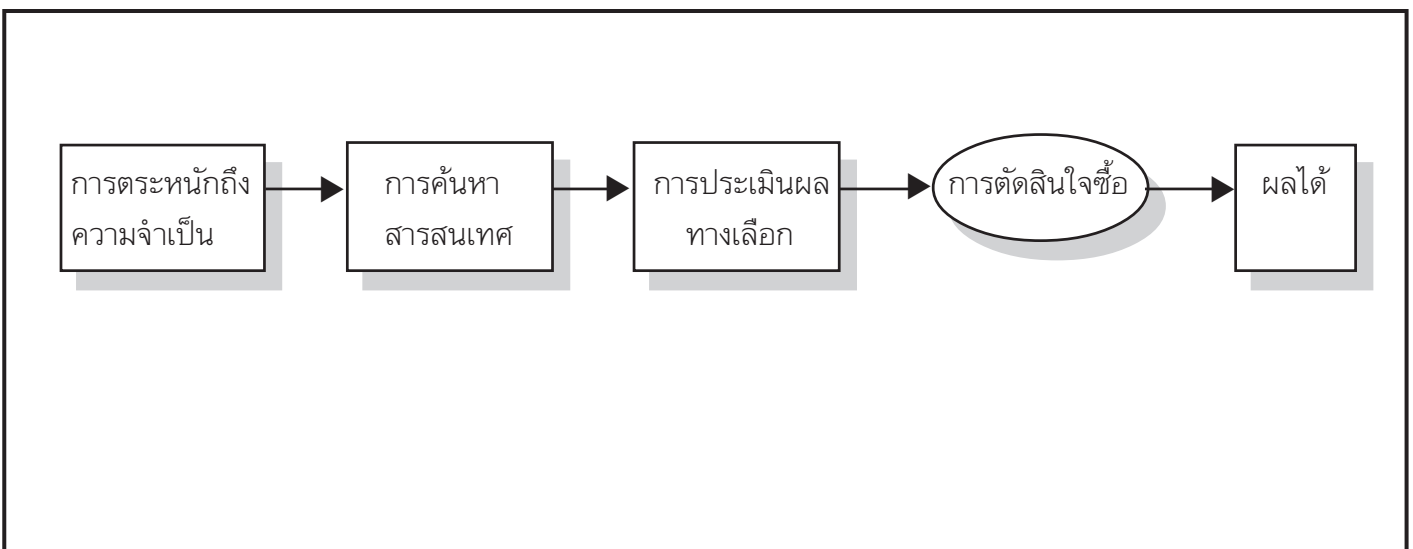 การตระหนักถึง
ความจำเป็น
การค้นหา
สารสนเทศ
การประเมินผล
ทางเลือก
การตัดสินใจซื้อ
ผลได้